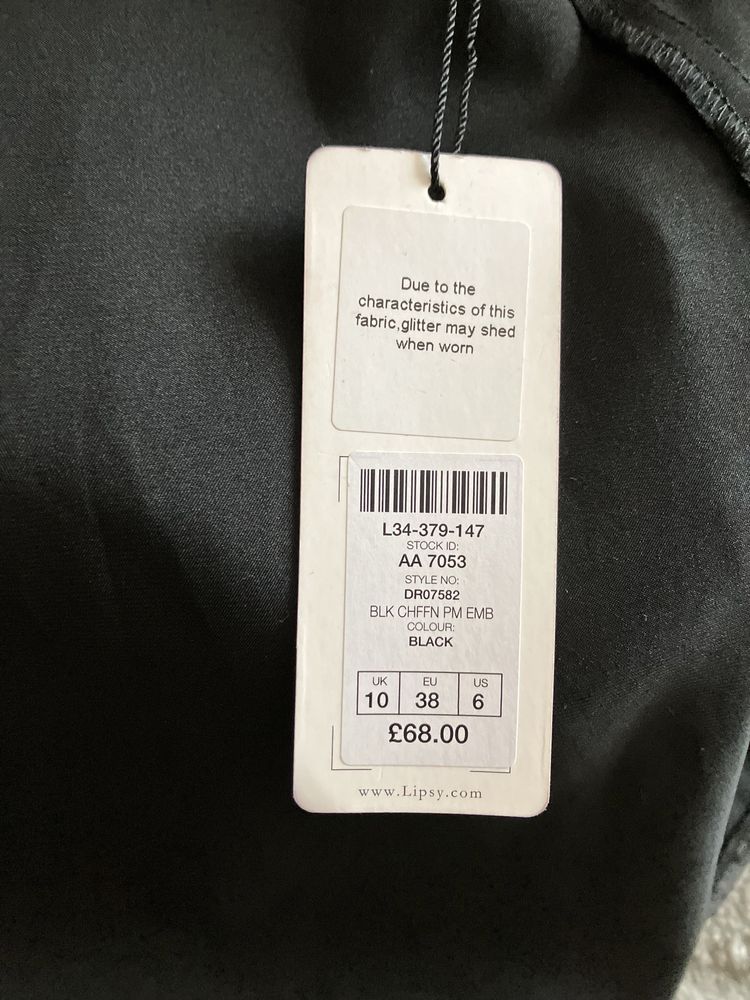 Due to the
characteristics of this
fabric,glitter may shed
when worn
L34-379-147
STOCK ID:
AA 7053
STYLE NO:
DR07582
BLK CHFFN PM EMB
COLOUR:
BLACK
UK EU US
10 38 6
£68.00
www.Lipsy.com